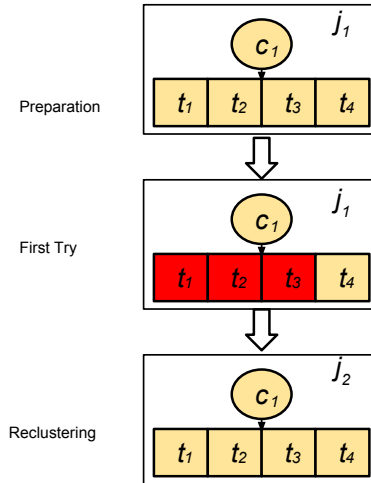 j1
c1
Preparation
t1 t2 t3 t4
j1
c1
First Try
t1 t2 t3 t4
j2
c1
Reclustering
t1 t2 t3 t4